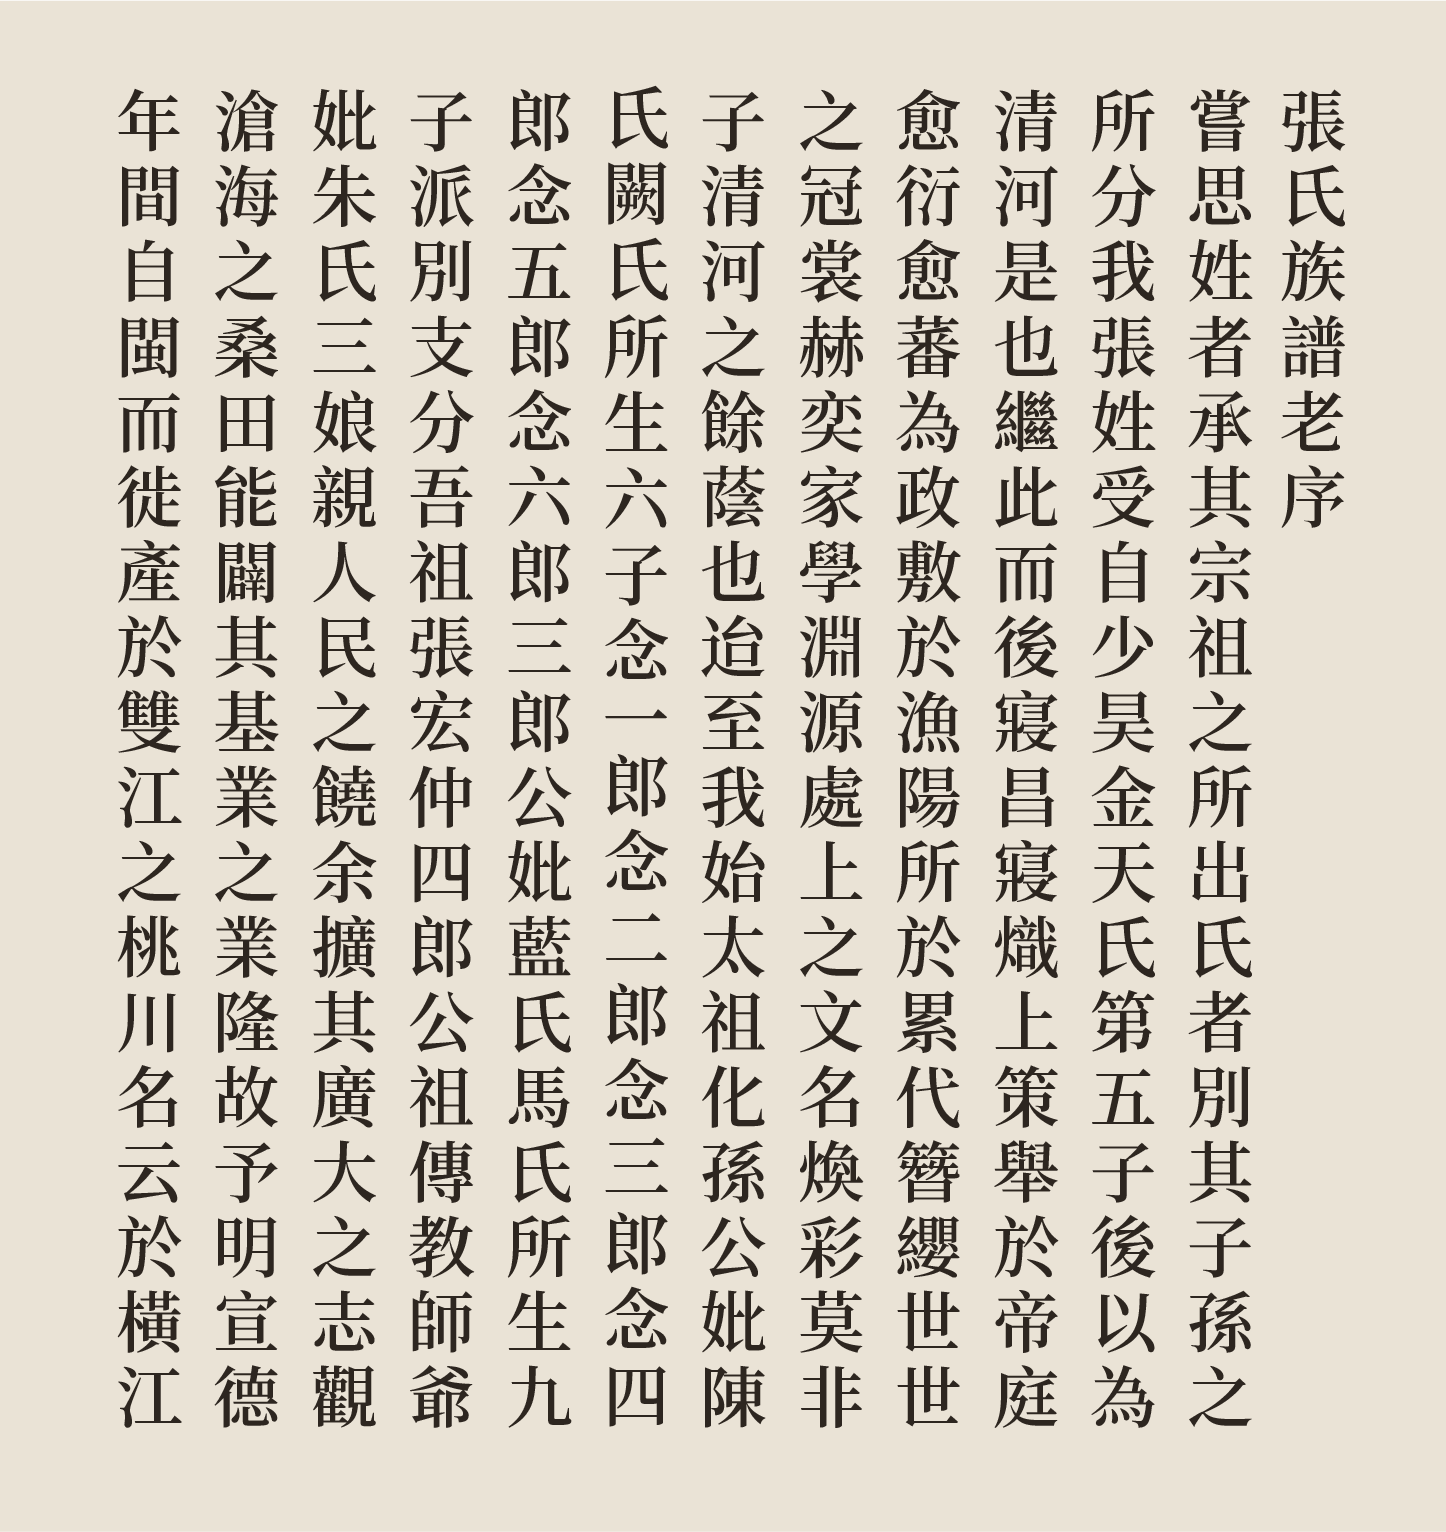 張氏族譜老序
嘗思姓者承其宗祖之所出氏者別其子孫之
所分我張姓受自少昊金天氏第五子後以為
清河是也繼此而後寖昌寖熾上策舉於帝庭
愈衍愈蕃為政敷於漁陽所於累代簪纓世世
之冠裳赫奕家學淵源處上之文名煥彩莫非
子清河之餘蔭也迨至我始太祖化孫公妣陳
氏闕氏所生六子念一郎念二郎念三郎念四
郎念五郎念六郎三郎公妣藍氏馬氏所生九
子派別支分吾祖張宏仲四郎公祖傳教師爺
妣朱氏三娘親人民之饒余擴其廣大之志觀
滄海之桑田能闢其基業之業隆故予明宣德
年間自閩而徙產於雙江之桃川名云於橫江